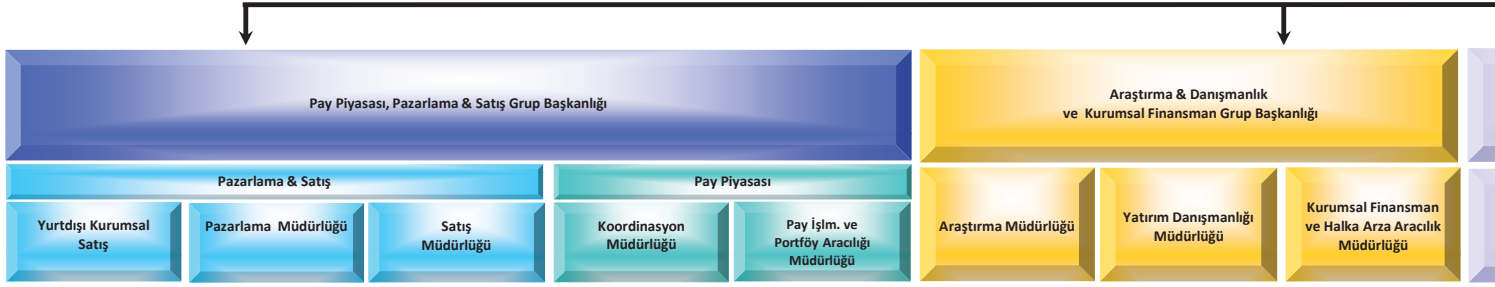 Pay Piyasası, Pazarlama & Satış Grup Başkanlığı
Araştırma & Danışmanlık
ve Kurumsal Finansman Grup Başkanlığı
Pazarlama & Satış
Pay Piyasası
Yurtdışı Kurumsal
Satış
Pazarlama Müdürlüğü
Satış
Müdürlüğü
Koordinasyon
Müdürlüğü
Pay İşlm. ve
Portföy Aracılığı
Müdürlüğü
Araştırma Müdürlüğü
Yatırım Danışmanlığı
Müdürlüğü
Kurumsal Finansman
ve Halka Arza Aracılık
Müdürlüğü